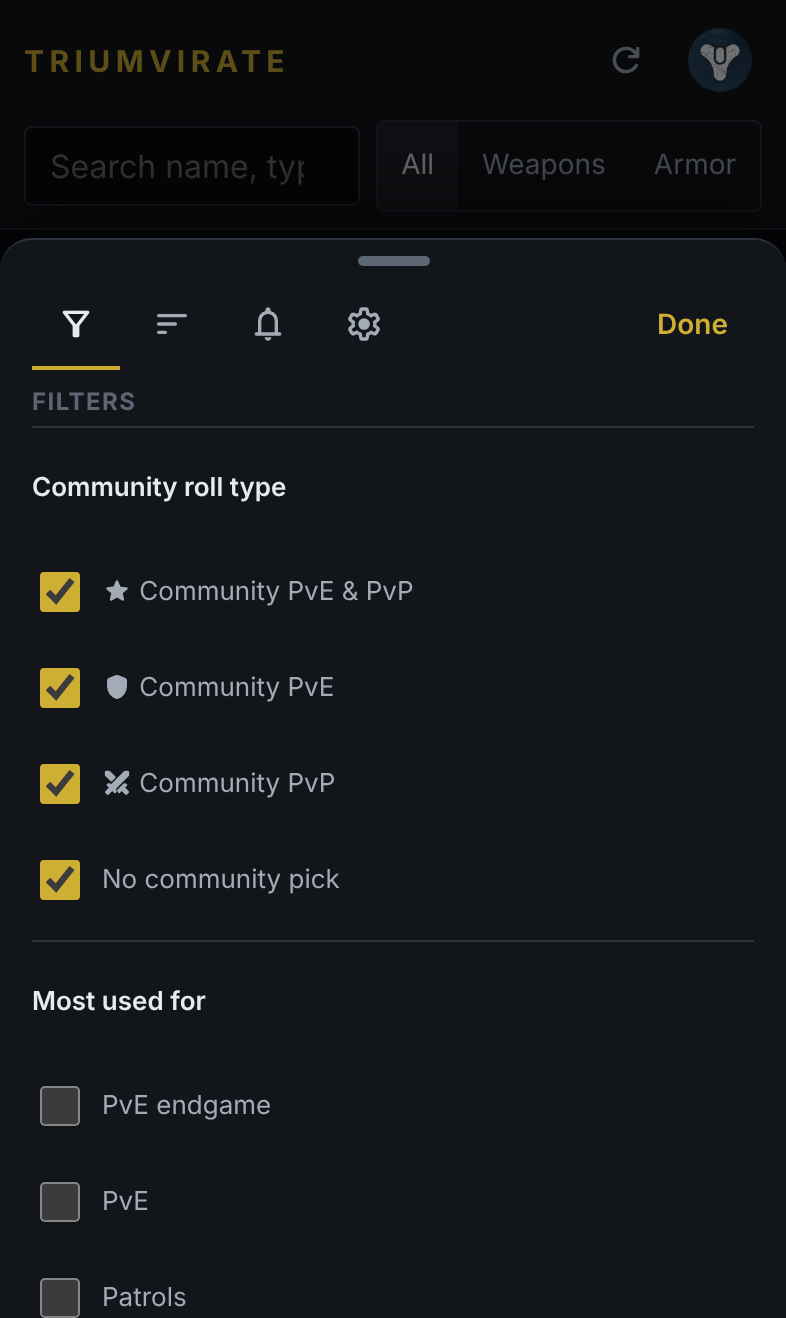 TRIUMVIRATE
Search name, typ
All Weapons Armor
Done
FILTERS
Community roll type
Community PvE & PvP
Community PvE
Community PvP
No community pick
Most used for
PvE endgame
PvE
Patrols